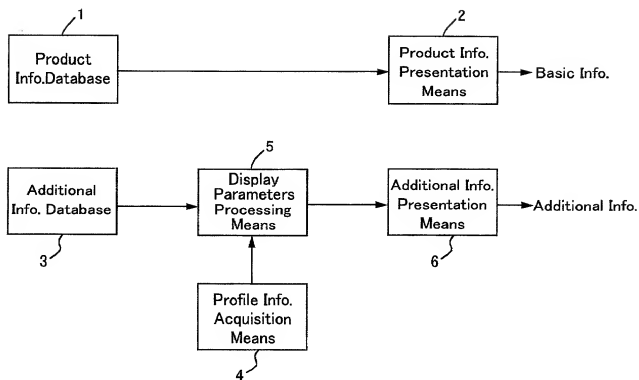 1
Product
Info.Database
2
Product Info.
Presentation
Means
Basic Info.
Additional
Info. Database
3
5
Display
Parameters
Processing
Means
Additional Info.
Presentation
Means
6
Additional Info.
Profile Info.
Acquisition
Means
4